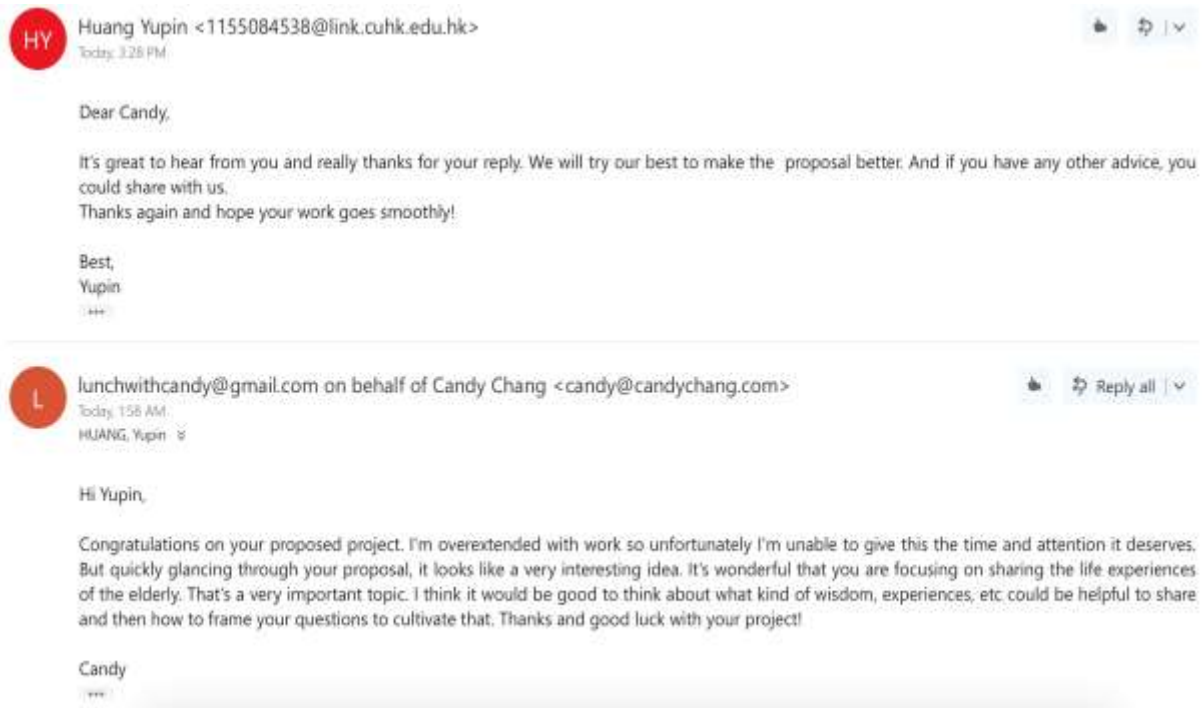 HY
Huang Yupin <1155084538@link.cuhk.edu.hk>
Today, 3:28 PM
Dear Candy,
It's great to hear from you and really thanks for your reply. We will try our best to make the proposal better. And if you have any other advice, you
could share with us.
Thanks again and hope your work goes smoothly!
Best,
Yupin
...
L
lunchwithcandy@gmail.com on behalf of Candy Chang <candy@candychang.com>
Reply all
Today, 1:58 AM
HUANG, Yupin
Hi Yupin,
Congratulations on your proposed project. I'm overextended with work so unfortunately I'm unable to give this the time and attention it deserves.
But quickly glancing through your proposal, it looks like a very interesting idea. It's wonderful that you are focusing on sharing the life experiences
of the elderly. That's a very important topic. I think it would be good to think about what kind of wisdom, experiences, etc could be helpful to share
and then how to frame your questions to cultivate that. Thanks and good luck with your project!
Candy
...